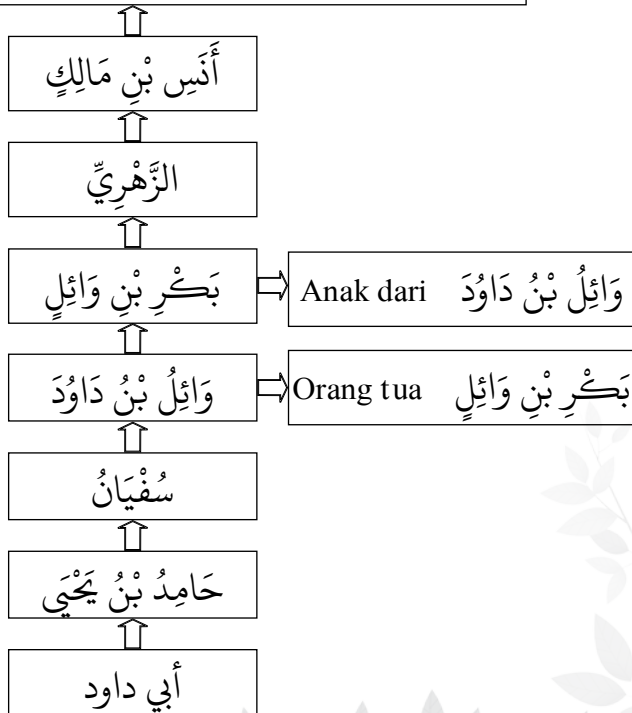 أَنَسِ بْنِ مَالِكٍ
الزَّهْرِيِّ
بَكْرِ بْنِ وَائِلٍ
Anak dari وَائِلُ بْنُ دَاوُدَ
وَائِلُ بْنُ دَاوُدَ
Orang tua بَكْرِ بْنِ وَائِلٍ
سُفْيَانُ
حَامِدُ بْنُ يَحْيَى
أبي داود